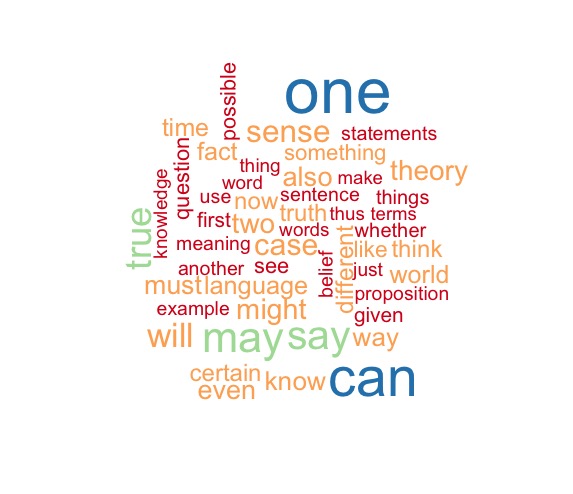 possible
one
time
sense
statements
fact
something
question
thing
theory
knowledge
word
also
make
use
now
sentence
things
true
first
two
truth
thus
terms
words
whether
meaning
case
different
like
think
another
see
belief
just
world
must
language
proposition
example
might
given
will
may
say
way
certain
know
can
even